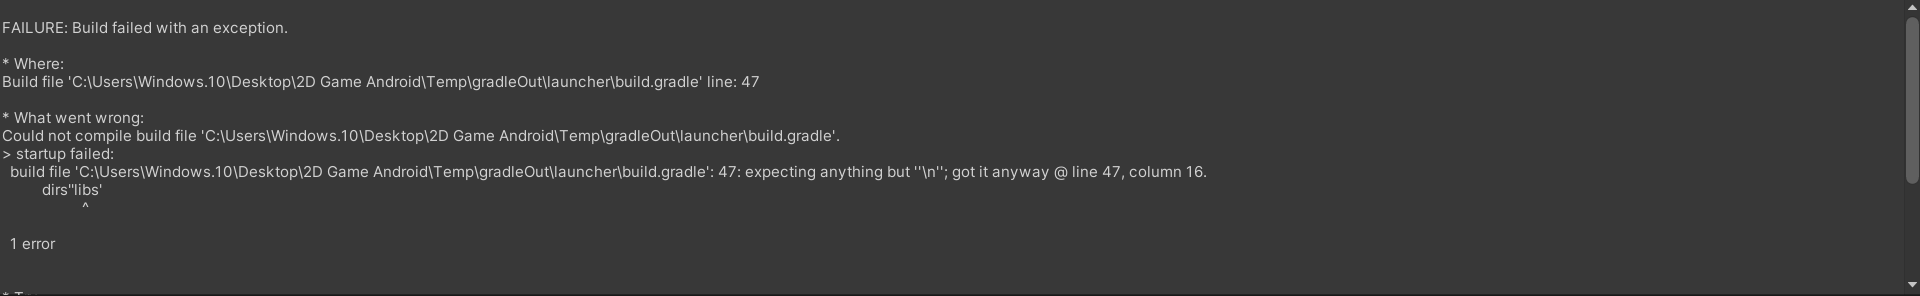 FAILURE: Build failed with an exception.
* Where:
Build file 'C:\Users\Windows.10\Desktop\2D Game Android\Temp\gradleOut\launcher\build.gradle' line: 47
* What went wrong:
Could not compile build file 'C:\Users\Windows.10\Desktop\2D Game Android\Temp\gradleOut\launcher\build.gradle'.
> startup failed:
build file 'C:\Users\Windows.10\Desktop\2D Game Android\Temp\gradleOut\launcher\build.gradle': 47: expecting anything but ''\n''; got it anyway @ line 47, column 16.
dirs"libs'
^
1 error